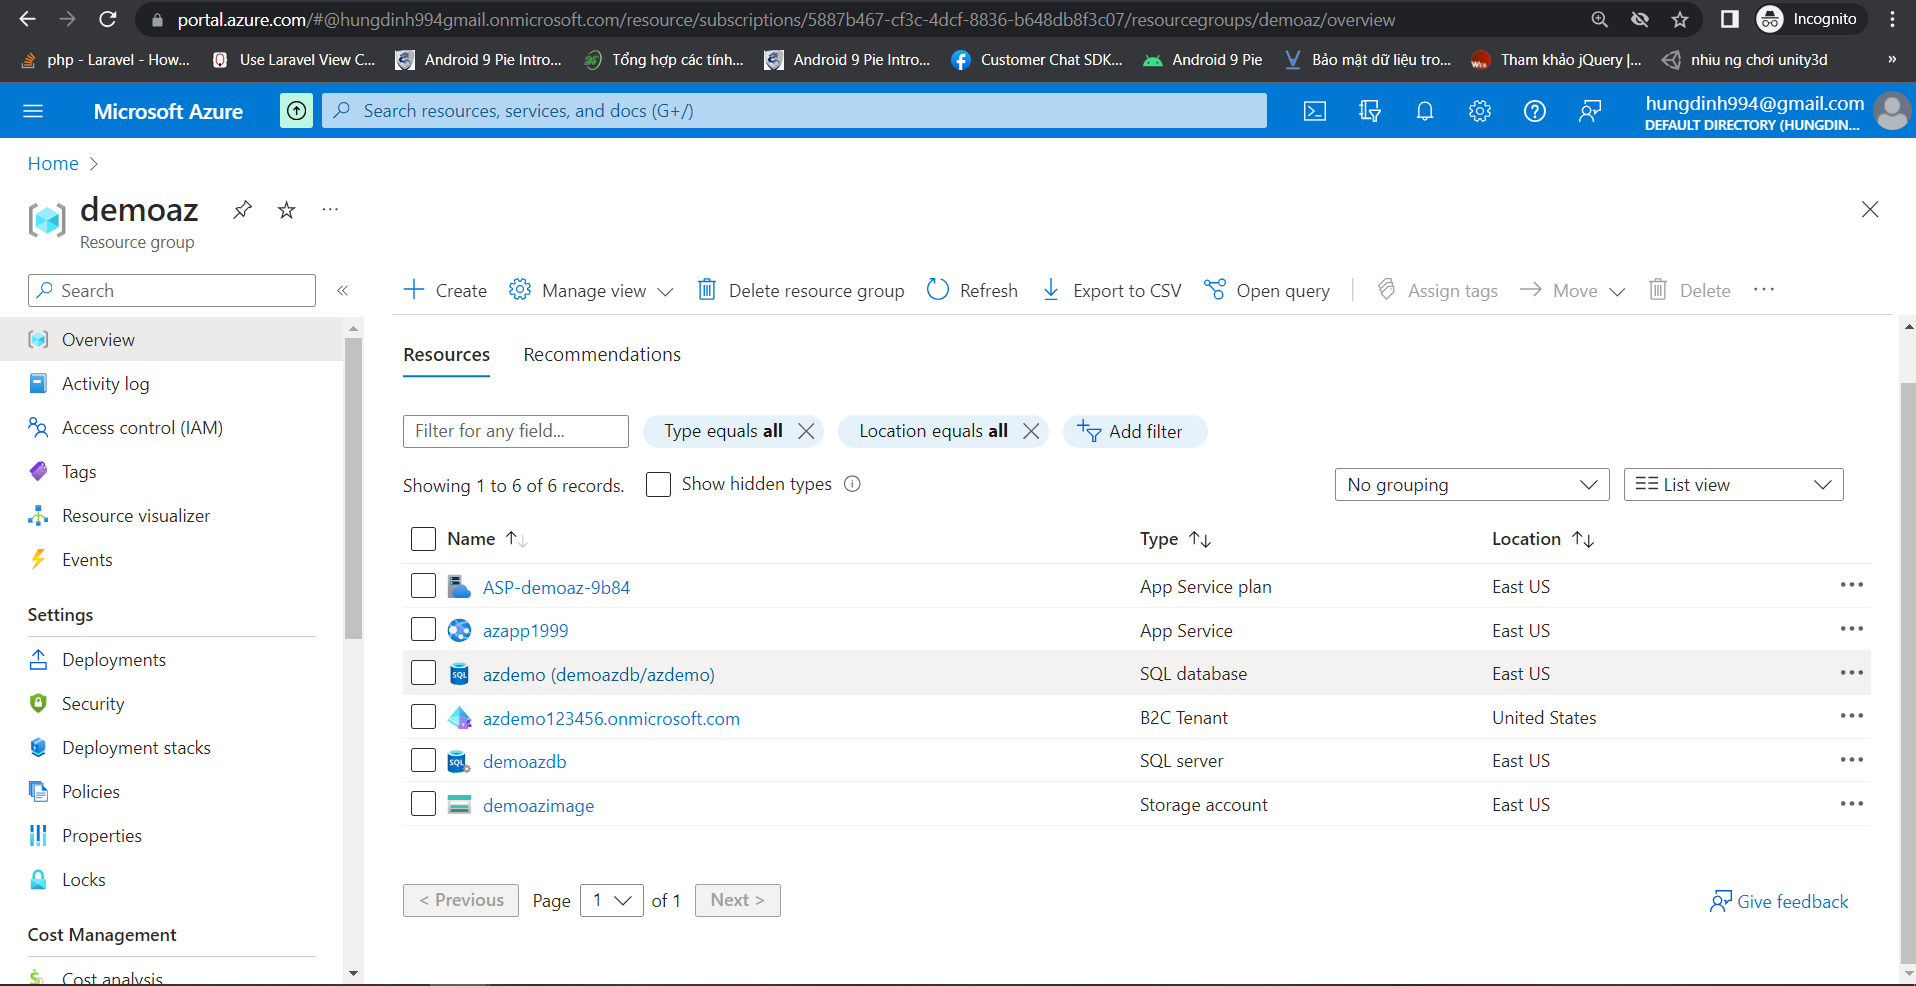 portal.azure.com/#@hungdinh994gmail.onmicrosoft.com/resource/subscriptions/5887b467-cf3c-4dcf-8836-b648db8f3c07/resourcegroups/demoaz/overview
Incognito
php - Laravel - How...
Use Laravel View C...
Android 9 Pie Intro...
Tổng hợp các tính...
Android 9 Pie Intro...
Customer Chat SDK...
Android 9 Pie
Bảo mật dữ liệu tro...
Tham khảo jQuery |...
nhiu ng chơi unity3d
»
Microsoft Azure
Search resources, services, and docs (G+/)
hungdinh994@gmail.com
DEFAULT DIRECTORY (HUNGDIN...
Home >
demoaz
Resource group
Search
«
Create
Manage view
Delete resource group
Refresh
Export to CSV
Open query
Assign tags
Move
Delete
Overview
Activity log
Access control (IAM)
Tags
Resource visualizer
Events
Settings
Deployments
Security
Deployment stacks
Policies
Properties
Locks
Cost Management
Cost analysis
Resources
Recommendations
Filter for any field...
Type equals all
Location equals all
Add filter
Showing 1 to 6 of 6 records.
Show hidden types
No grouping
List view
Name
Type
Location
ASP-demoaz-9b84
App Service plan
East US
azapp1999
App Service
East US
azdemo (demoazdb/azdemo)
SQL database
East US
azdemo123456.onmicrosoft.com
B2C Tenant
United States
demoazdb
SQL server
East US
demoazimage
Storage account
East US
< Previous
Page
1
of 1
Next >
Give feedback